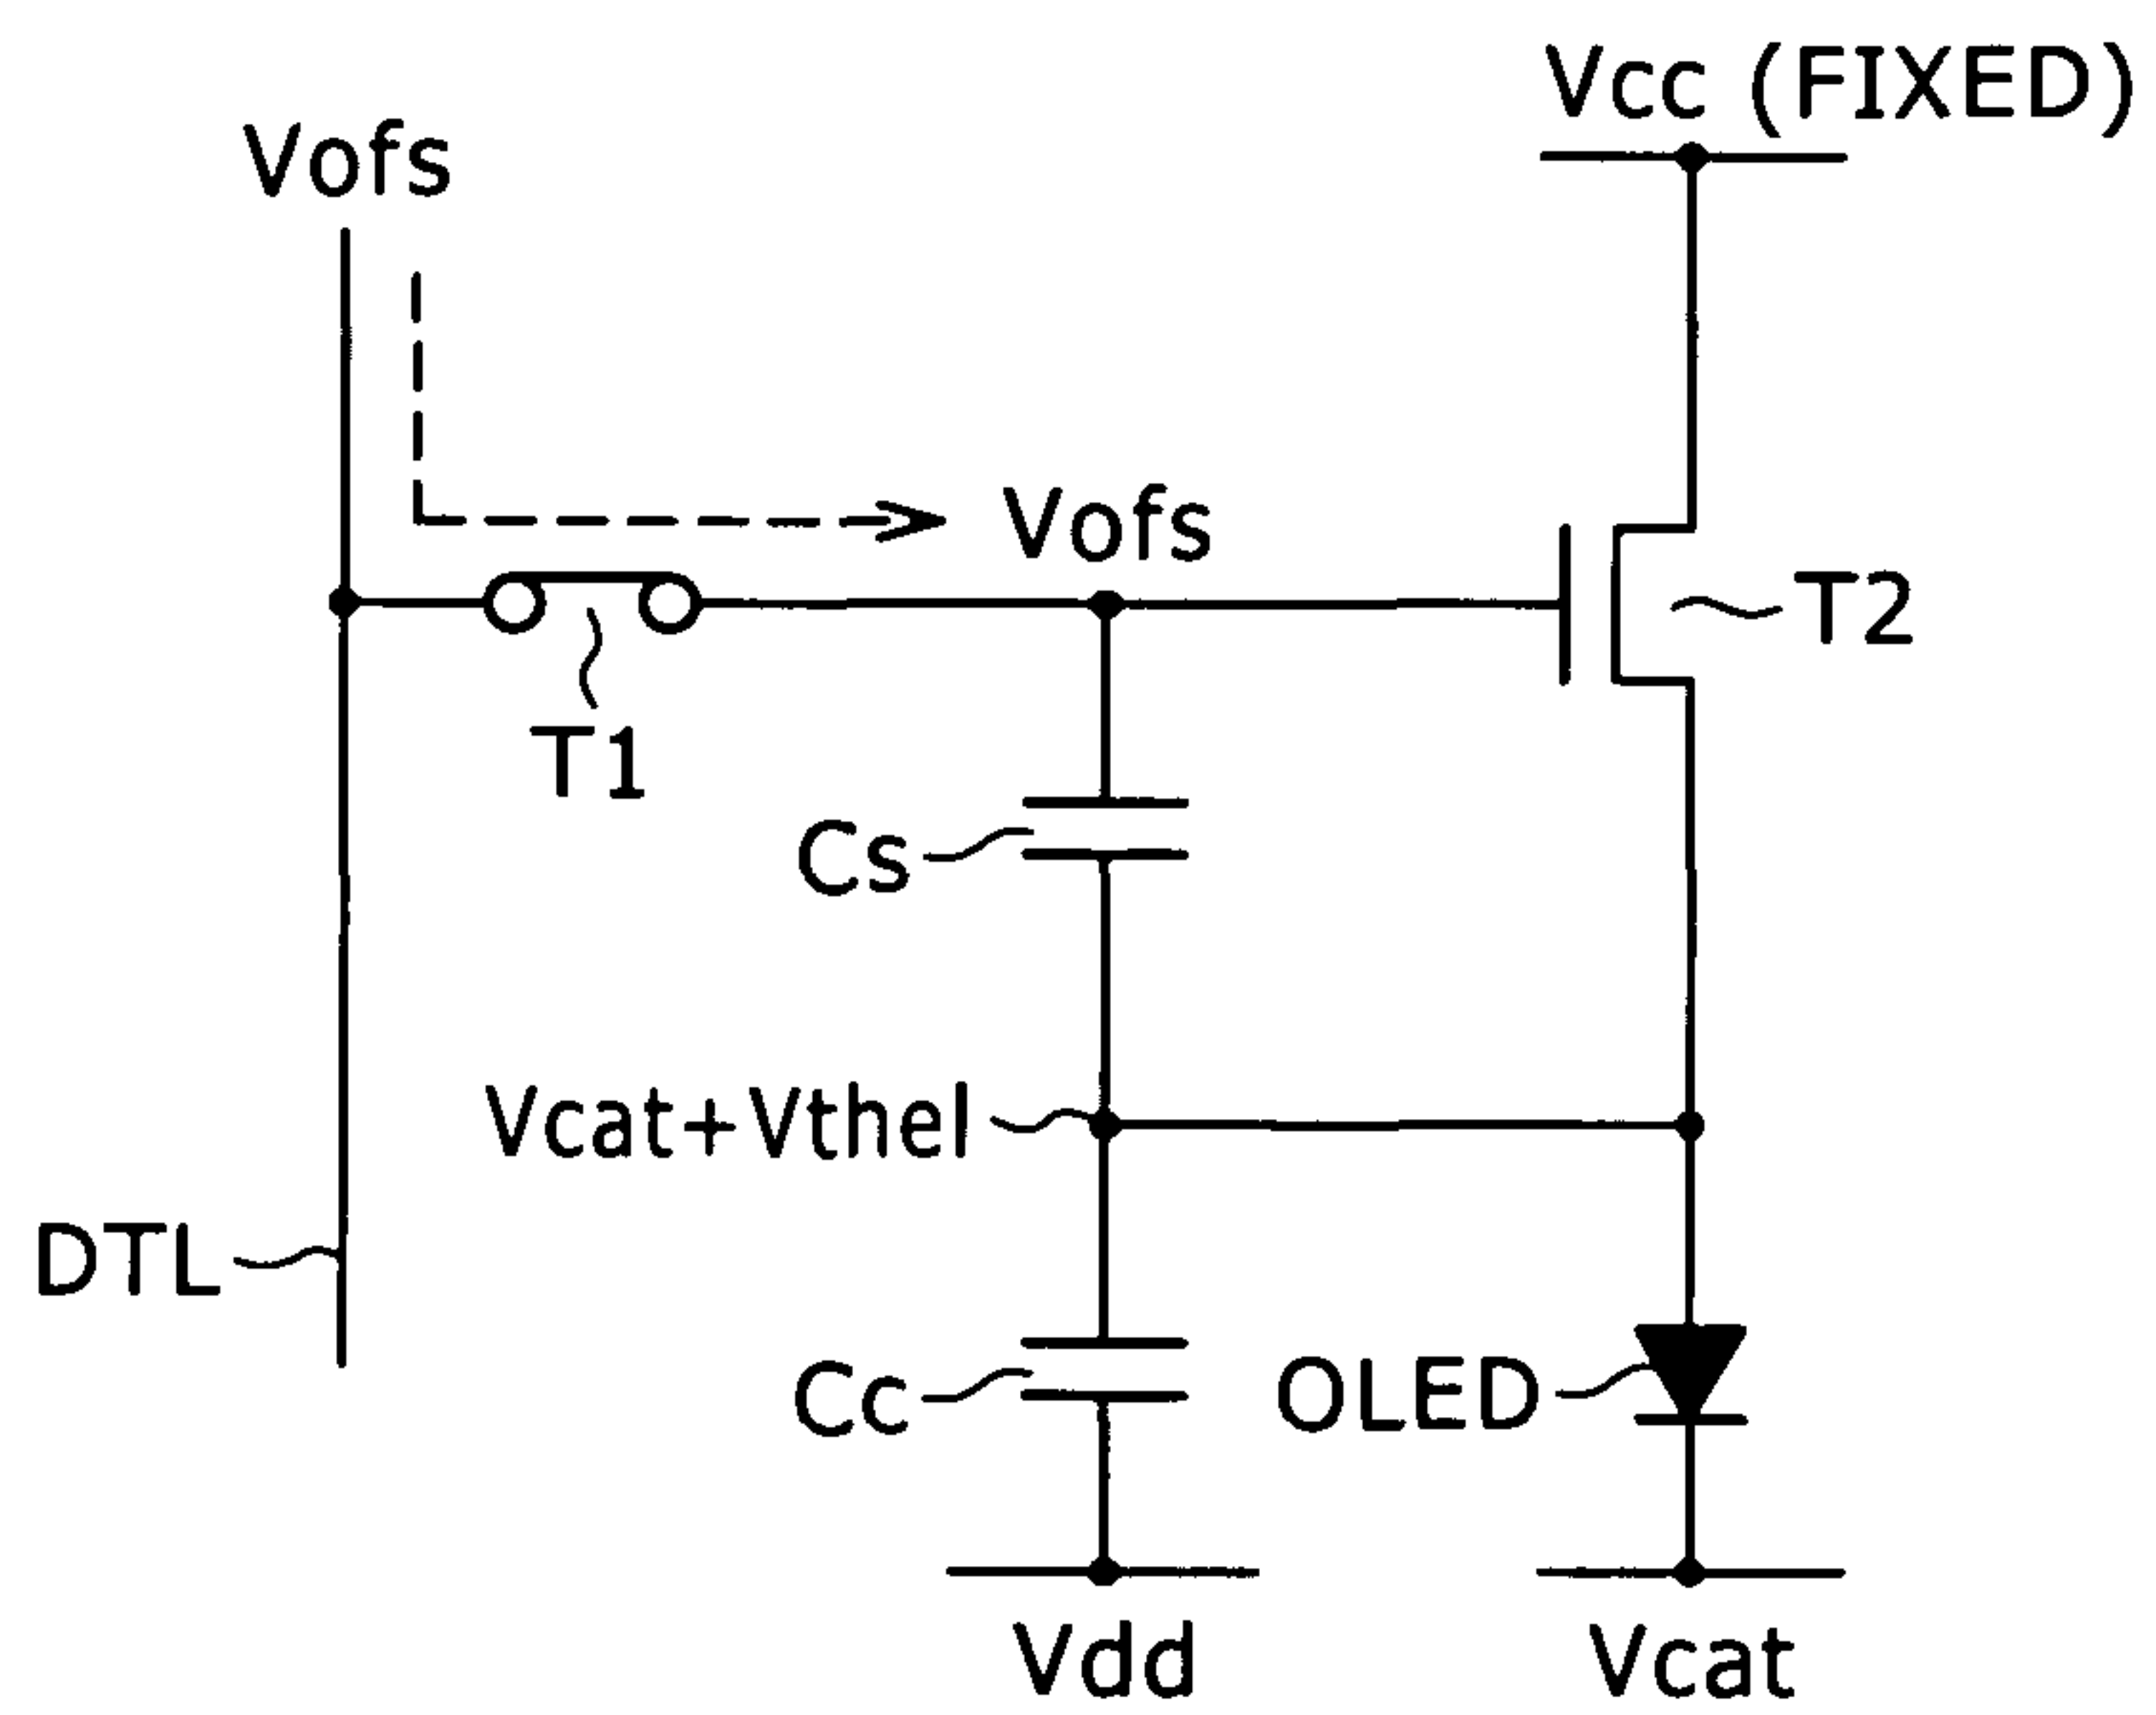 Vcc (FIXED)
Vofs
Vofs
T2
T1
Cs
Vcat+Vthel
DTL
Cc
OLED
Vdd
Vcat